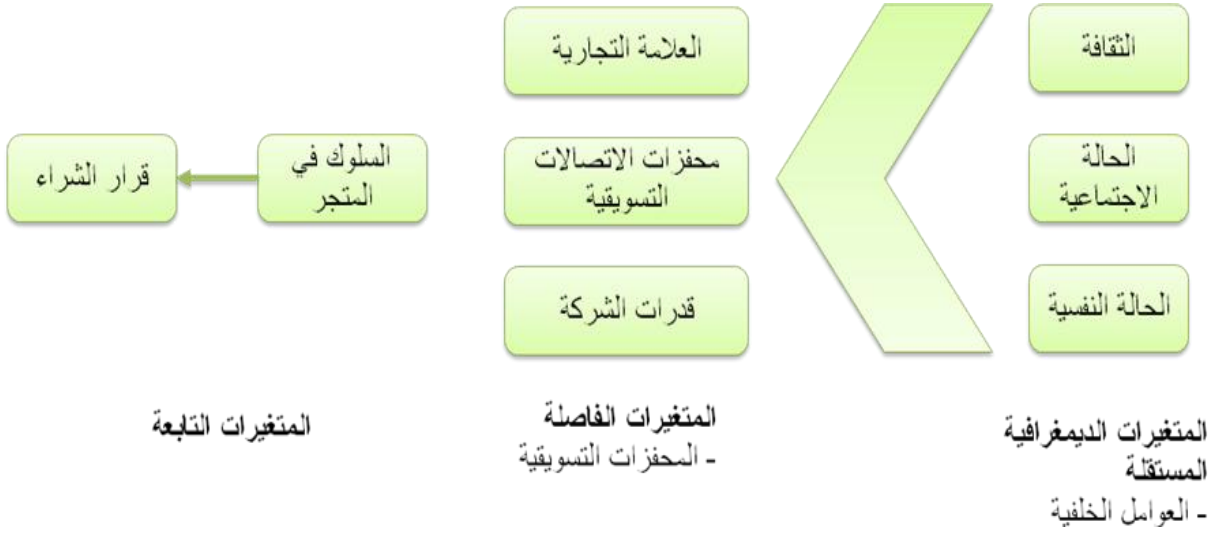 الثقافة
الحالة
الاجتماعية
الحالة النفسية
المتغيرات الديمغرافية
المستقلة
- العوامل الخلفية
العلامة التجارية
محفزات الاتصالات
التسويقية
قدرات الشركة
المتغيرات الفاصلة
- المحفزات التسويقية
السلوك في
المتجر
قرار الشراء
المتغيرات التابعة